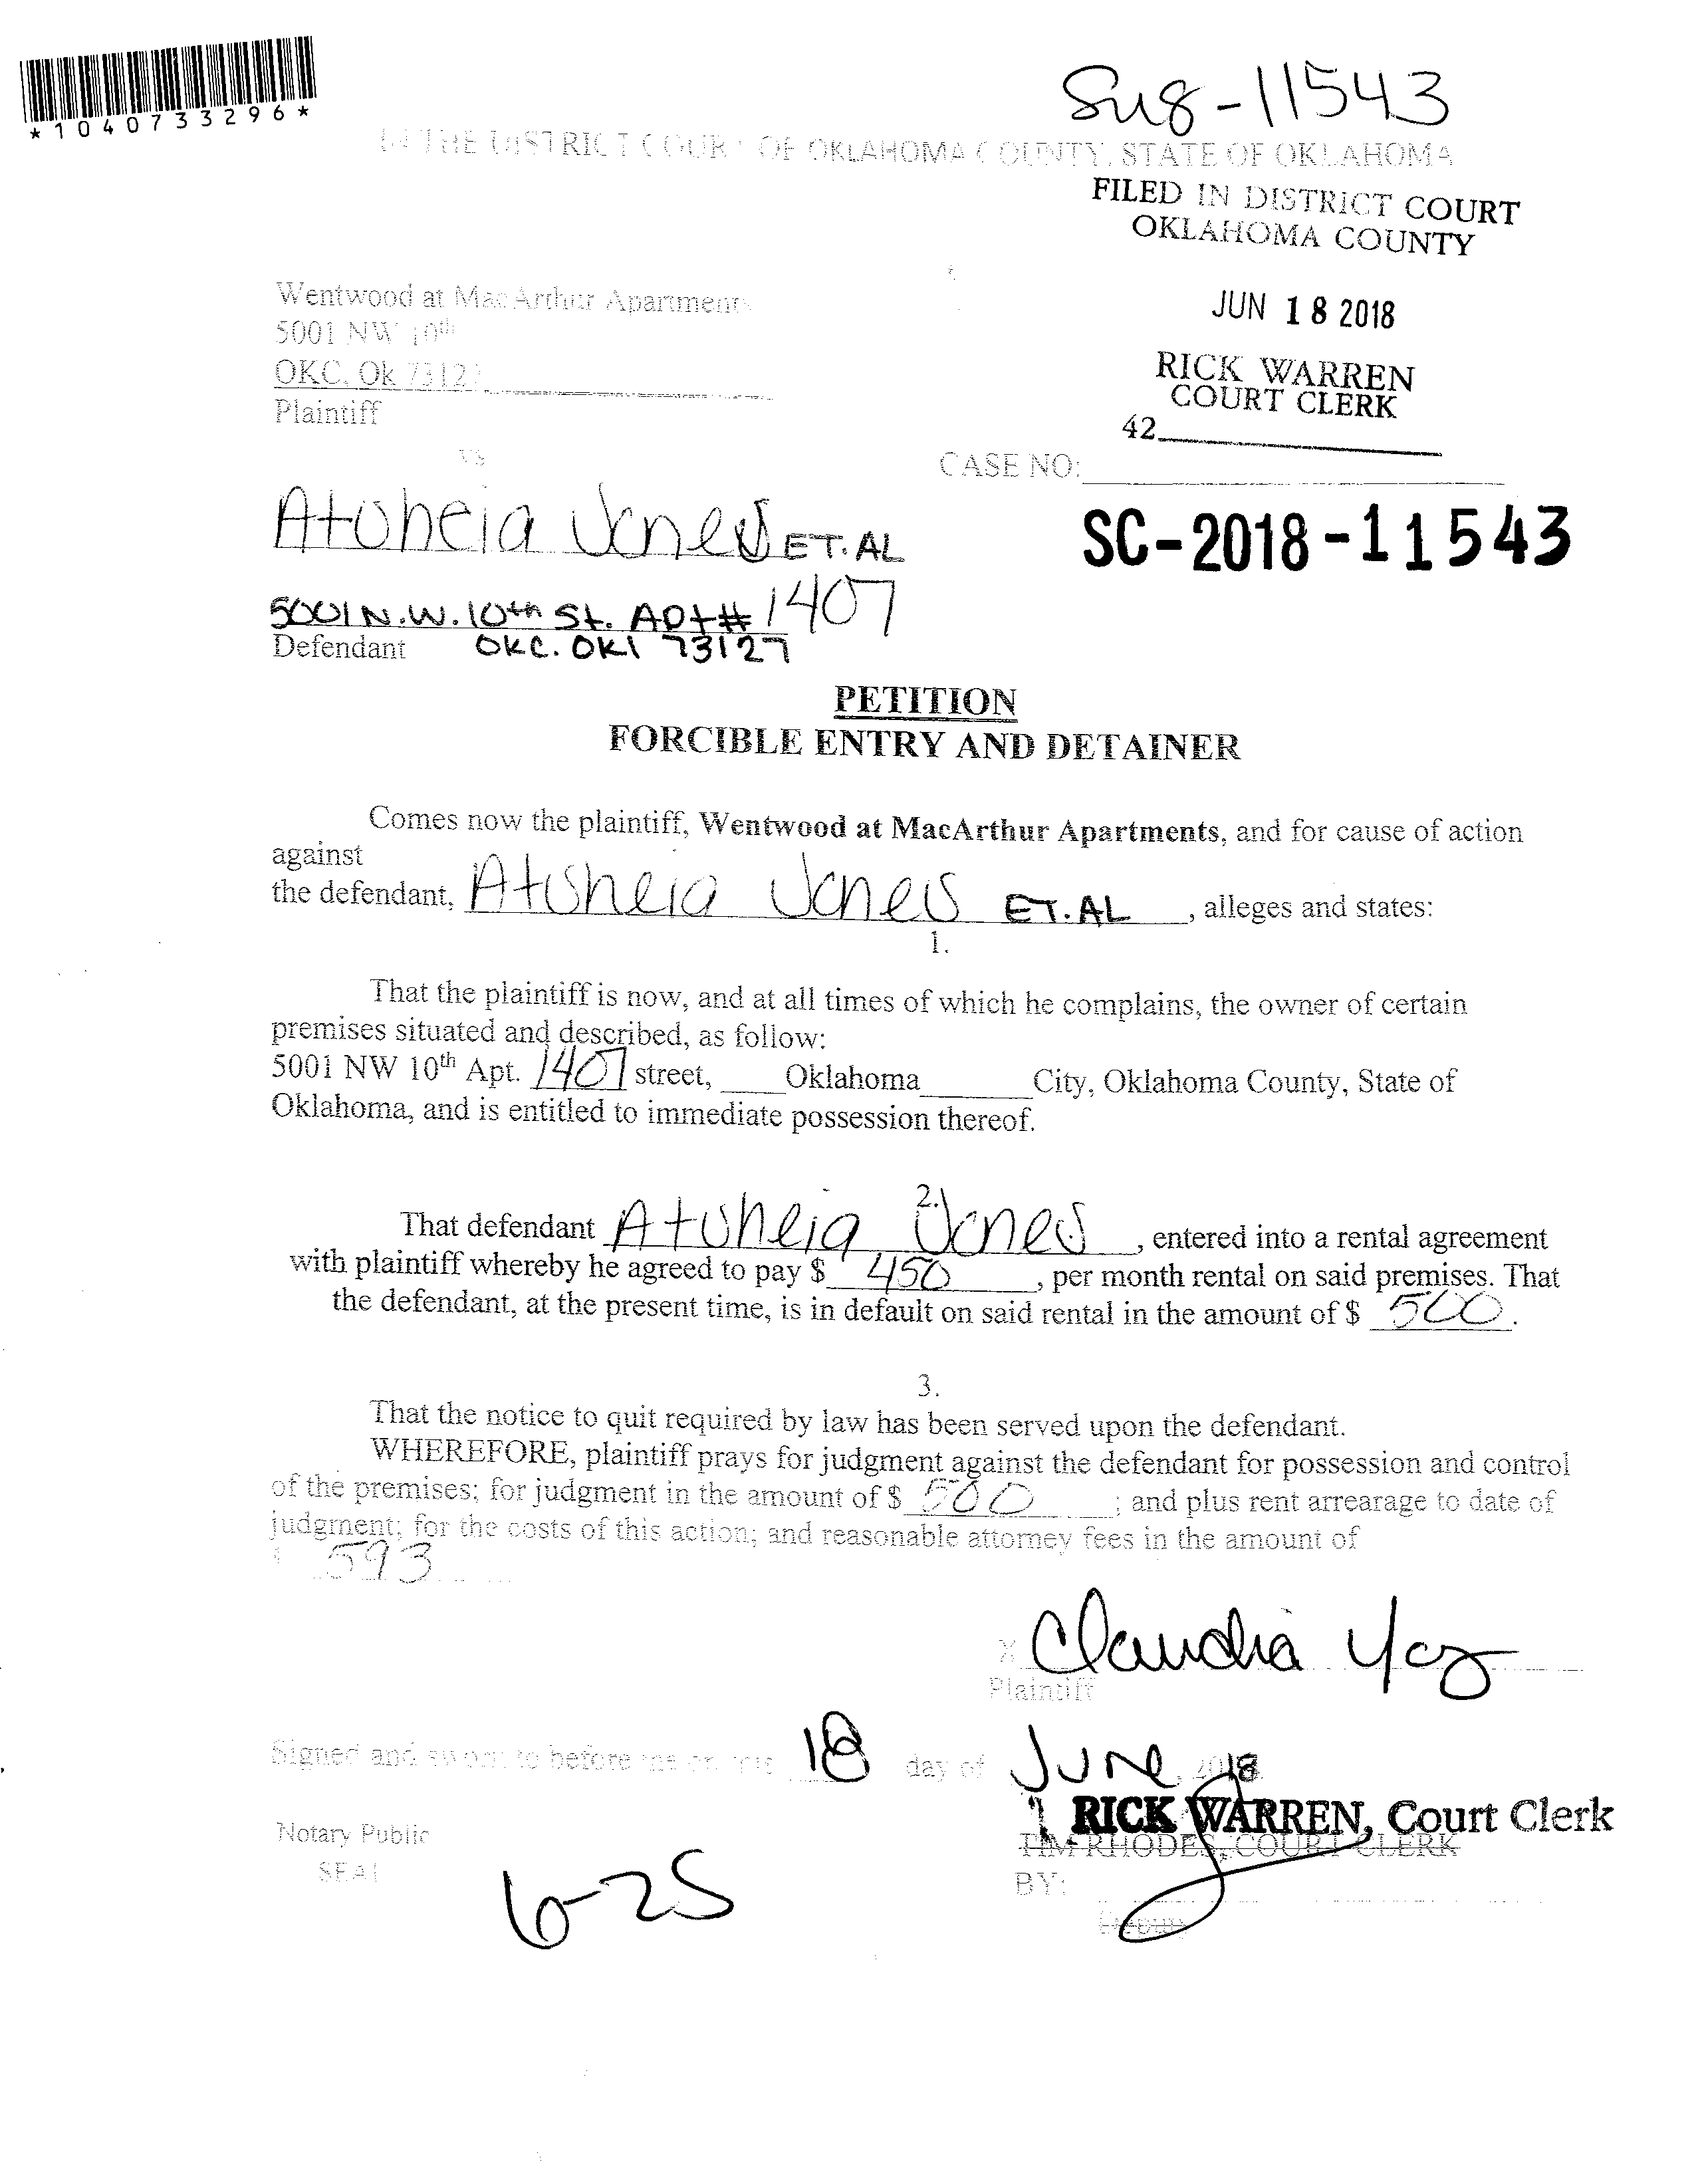 *1040733296*
IN THE DISTRICT COURT OF OKLAHOMA COUNTY, STATE OF OKLAHOMA
FILED IN DISTRICT COURT
OKLAHOMA COUNTY
JUN 18 2018
RICK WARREN
COURT CLERK
42
Wentwood at MacArthur Apartments
5001 NW 10th
OKC, Ok 73127
Plaintiff
vs
CASE NO:
SC-2018-11543
ET. AL
5001 N.W. 10th St. Apt# 1407
Defendant OKC. OKl 73127
PETITION
FORCIBLE ENTRY AND DETAINER
Comes now the plaintiff, Wentwood at MacArthur Apartments, and for cause of action
against
the defendant, ET. AL, alleges and states:
1.
That the plaintiff is now, and at all times of which he complains, the owner of certain
premises situated and described, as follow:
5001 NW 10th Apt. 1407 street, Oklahoma City, Oklahoma County, State of
Oklahoma, and is entitled to immediate possession thereof.
2.
That defendant , entered into a rental agreement
with plaintiff whereby he agreed to pay $ 450, per month rental on said premises. That
the defendant, at the present time, is in default on said rental in the amount of $ 500.
3.
That the notice to quit required by law has been served upon the defendant.
WHEREFORE, plaintiff prays for judgment against the defendant for possession and control
of the premises; for judgment in the amount of $ 500; and plus rent arrearage to date of
judgment; for the costs of this action; and reasonable attorney fees in the amount of
$ 593
X Claudia
Plaintiff
Signed and sworn to before me on this 18 day of June, 2018
RICK WARREN, Court Clerk
TIM RHODES, COURT CLERK
Notary Public
SEAL
BY:
Deputy
6-25